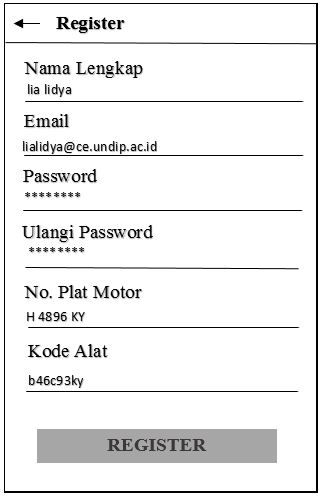 Register
Nama Lengkap
lia lidya
Email
lialidya@ce.undip.ac.id
Password
********
Ulangi Password
********
No. Plat Motor
H 4896 KY
Kode Alat
b46c93ky
REGISTER